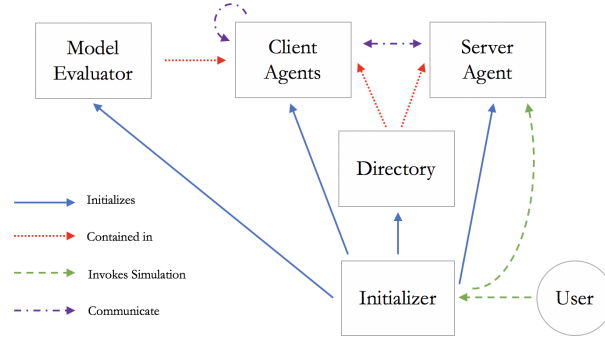 Model
Evaluator
Client
Agents
Server
Agent
Directory
Initializes
Contained in
Invokes Simulation
Communicate
Initializer
User